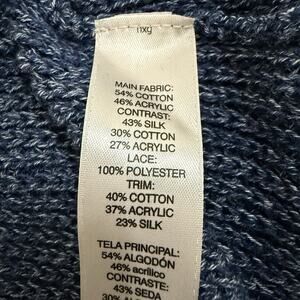 MAIN FABRIC:
54% COTTON
46% ACRYLIC
CONTRAST:
43% SILK
30% COTTON
27% ACRYLIC
LACE:
100% POLYESTER
TRIM:
40% COTTON
37% ACRYLIC
23% SILK
TELA PRINCIPAL:
54% ALGODÓN
46% acrílico
CONTRASTE:
43% SEDA